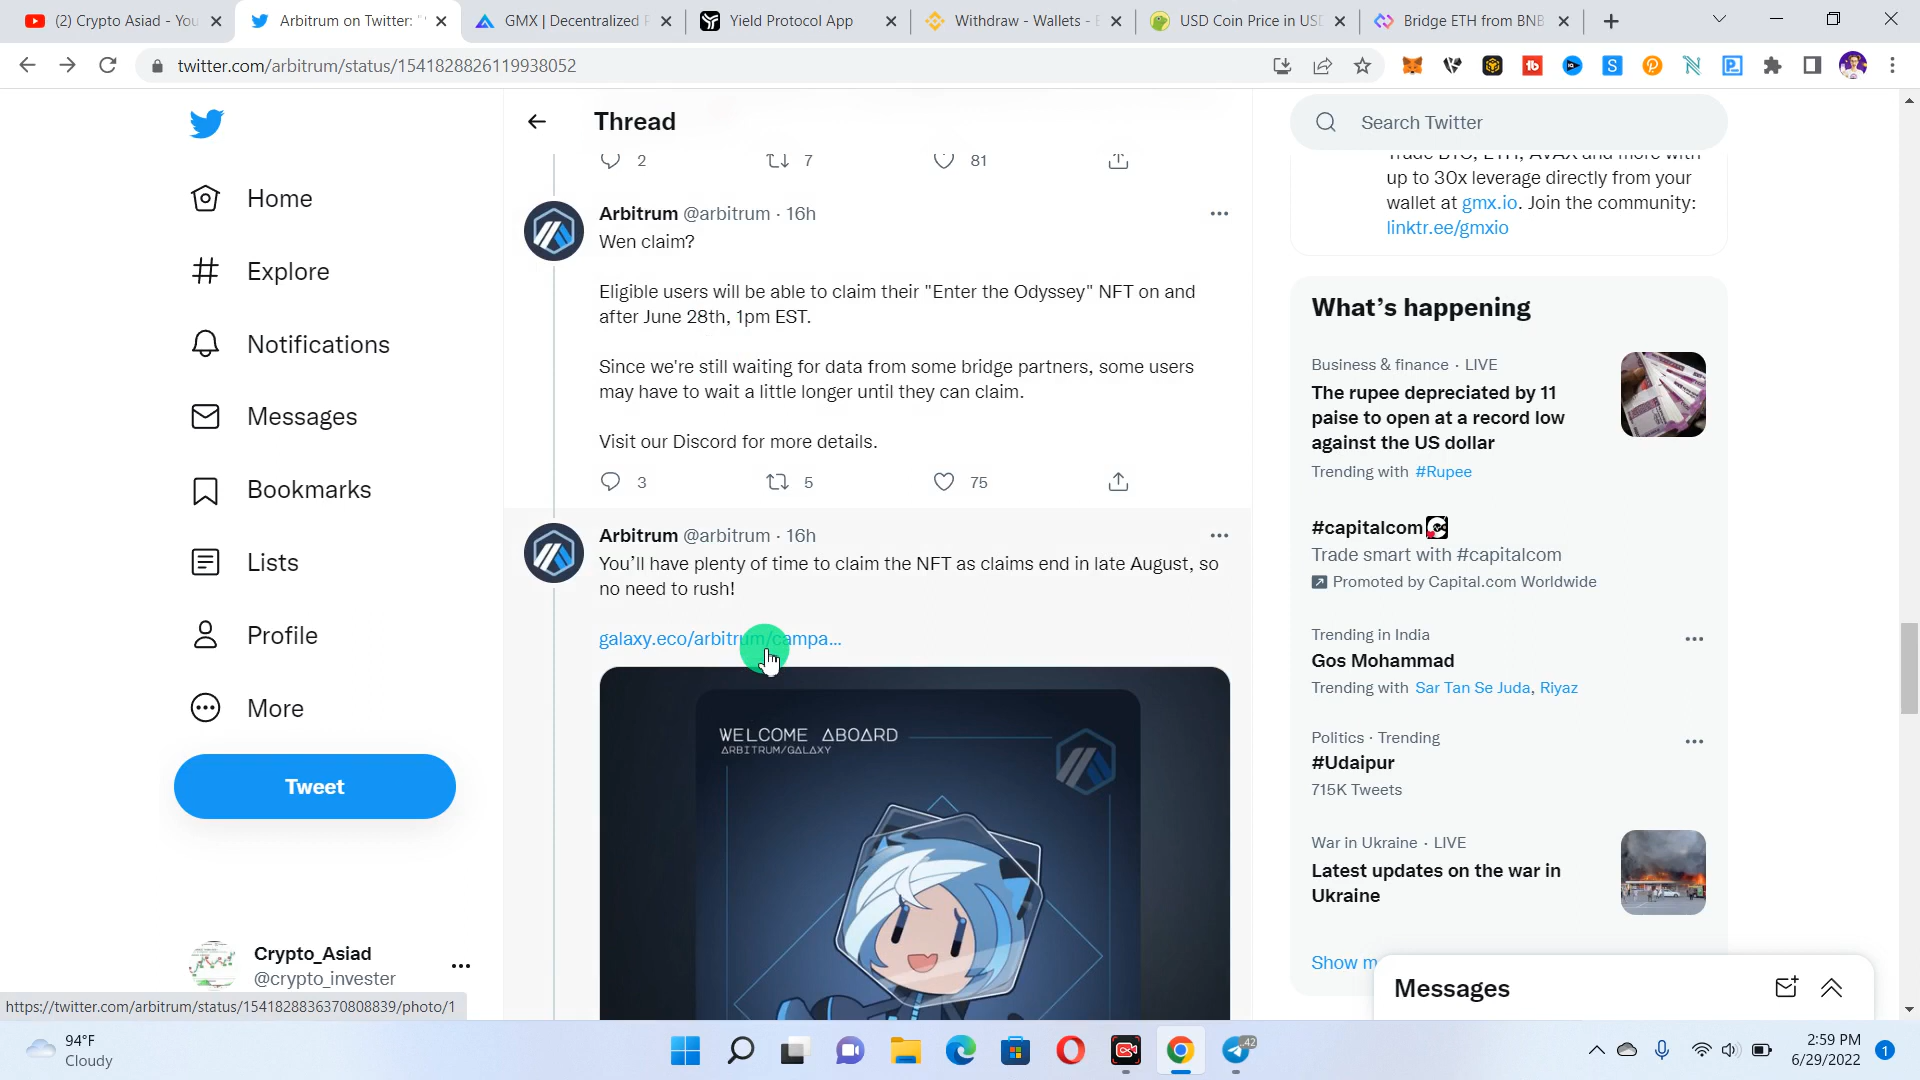 (2) Crypto Asiad - You
Arbitrum on Twitter: "
GMX | Decentralized P
Yield Protocol App
Withdraw - Wallets -
USD Coin Price in USD
Bridge ETH from BNB
twitter.com/arbitrum/status/1541828826119938052
Home
Explore
Notifications
Messages
Bookmarks
Lists
Profile
More
Tweet
Crypto_Asiad
@crypto_invester
https://twitter.com/arbitrum/status/1541828836370808839/photo/1
Thread
2 7 81
Arbitrum @arbitrum · 16h
Wen claim?
Eligible users will be able to claim their "Enter the Odyssey" NFT on and
after June 28th, 1pm EST.
Since we're still waiting for data from some bridge partners, some users
may have to wait a little longer until they can claim.
Visit our Discord for more details.
3 5 75
Arbitrum @arbitrum · 16h
You'll have plenty of time to claim the NFT as claims end in late August, so
no need to rush!
galaxy.eco/arbitrum/campa...
WELCOME ABOARD
ARBITRUM/GALAXY
Search Twitter
Trade BTC, ETH, AVAX and more with
up to 30x leverage directly from your
wallet at gmx.io. Join the community:
linktr.ee/gmxio
What's happening
Business & finance · LIVE
The rupee depreciated by 11
paise to open at a record low
against the US dollar
Trending with #Rupee
#capitalcom
Trade smart with #capitalcom
Promoted by Capital.com Worldwide
Trending in India
Gos Mohammad
Trending with Sar Tan Se Juda, Riyaz
Politics · Trending
#Udaipur
715K Tweets
War in Ukraine · LIVE
Latest updates on the war in
Ukraine
Show m
Messages
94°F
Cloudy
42
2:59 PM
6/29/2022
1